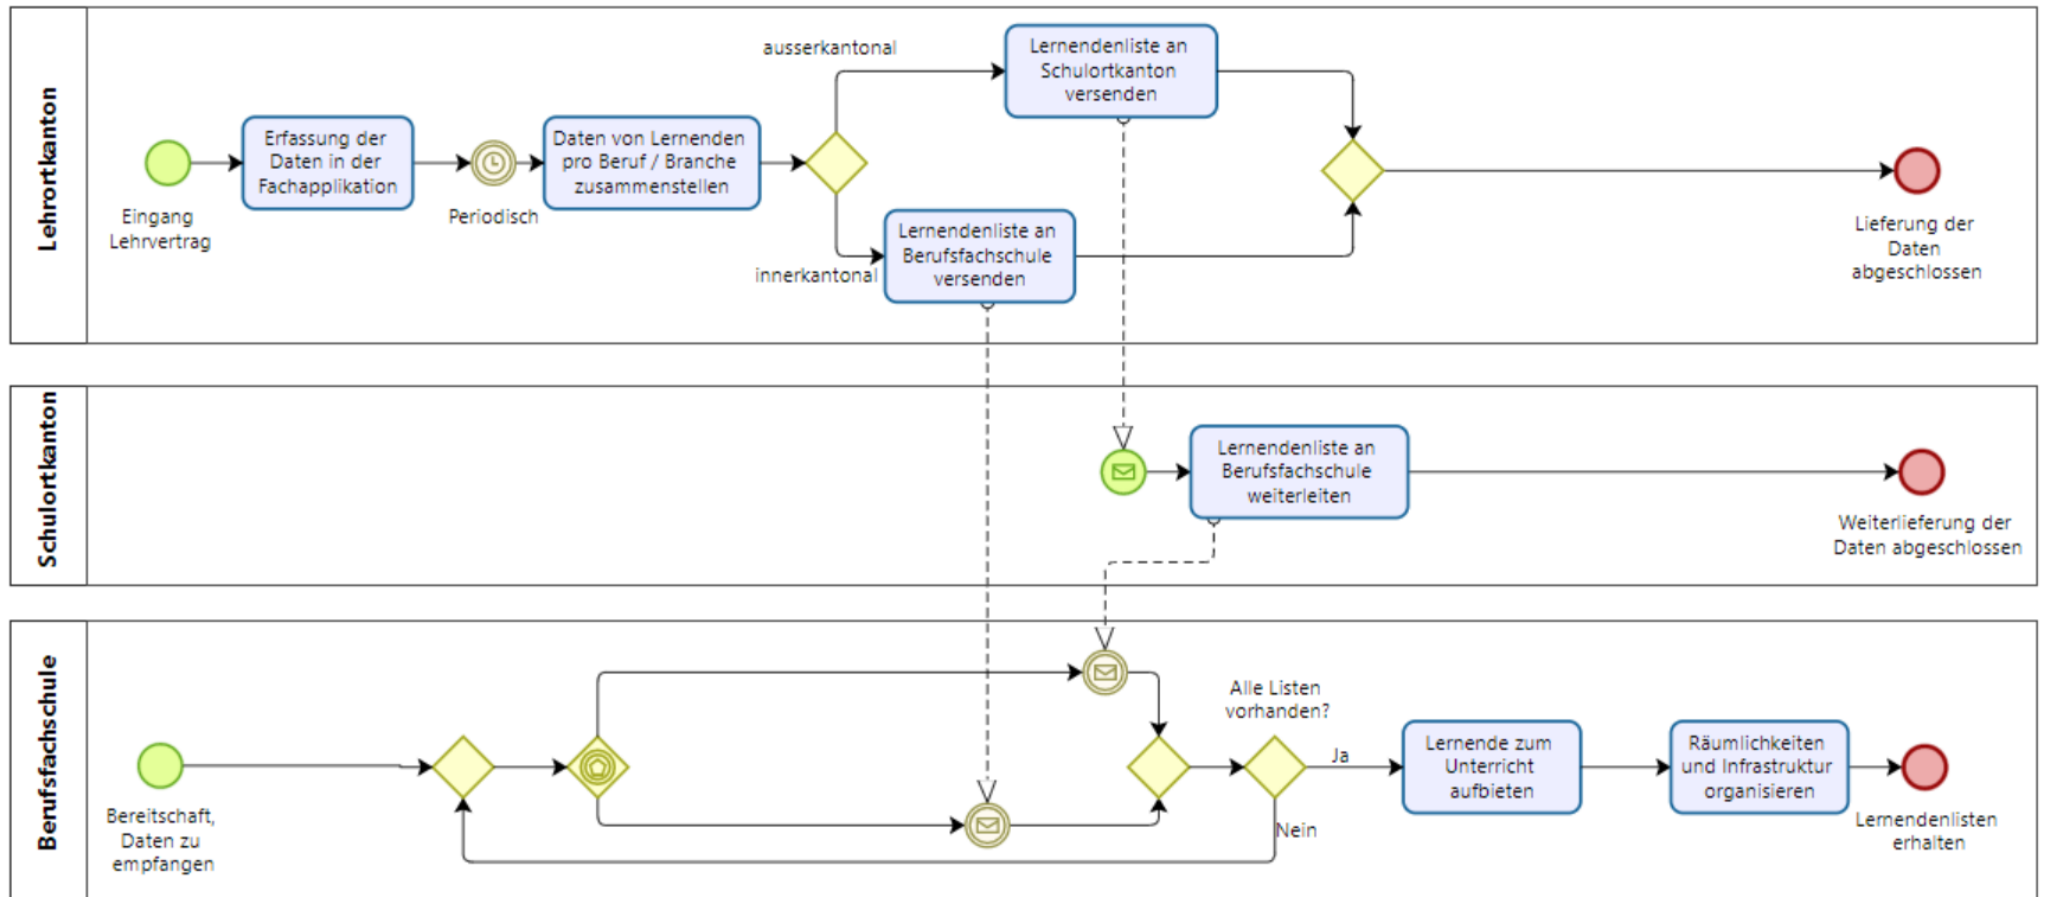 Lehrortkanton
Eingang
Lehrvertrag
Erfassung der
Daten in der
Fachapplikation
Periodisch
Daten von Lernenden
pro Beruf / Branche
zusammenstellen
ausserkantonal
innerkantonal
Lernendenliste an
Schulortkanton
versenden
Lernendenliste an
Berufsfachschule
versenden
Lieferung der
Daten
abgeschlossen
Schulortkanton
Lernendenliste an
Berufsfachschule
weiterleiten
Weiterlieferung der
Daten abgeschlossen
Berufsfachschule
Bereitschaft,
Daten zu
empfangen
Alle Listen
vorhanden?
Ja
Nein
Lernende zum
Unterricht
aufbieten
Räumlichkeiten
und Infrastruktur
organisieren
Lernendenlisten
erhalten